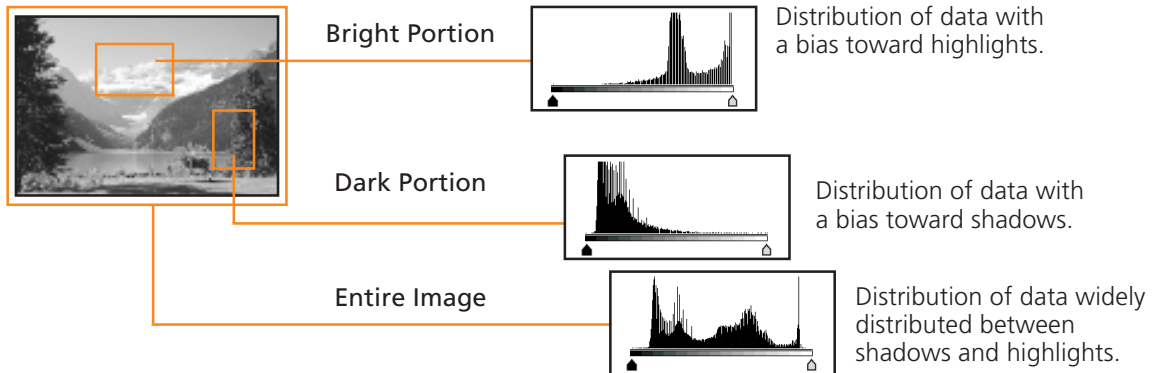 Bright Portion
Distribution of data with
a bias toward highlights.
Dark Portion
Distribution of data with
a bias toward shadows.
Entire Image
Distribution of data widely
distributed between
shadows and highlights.